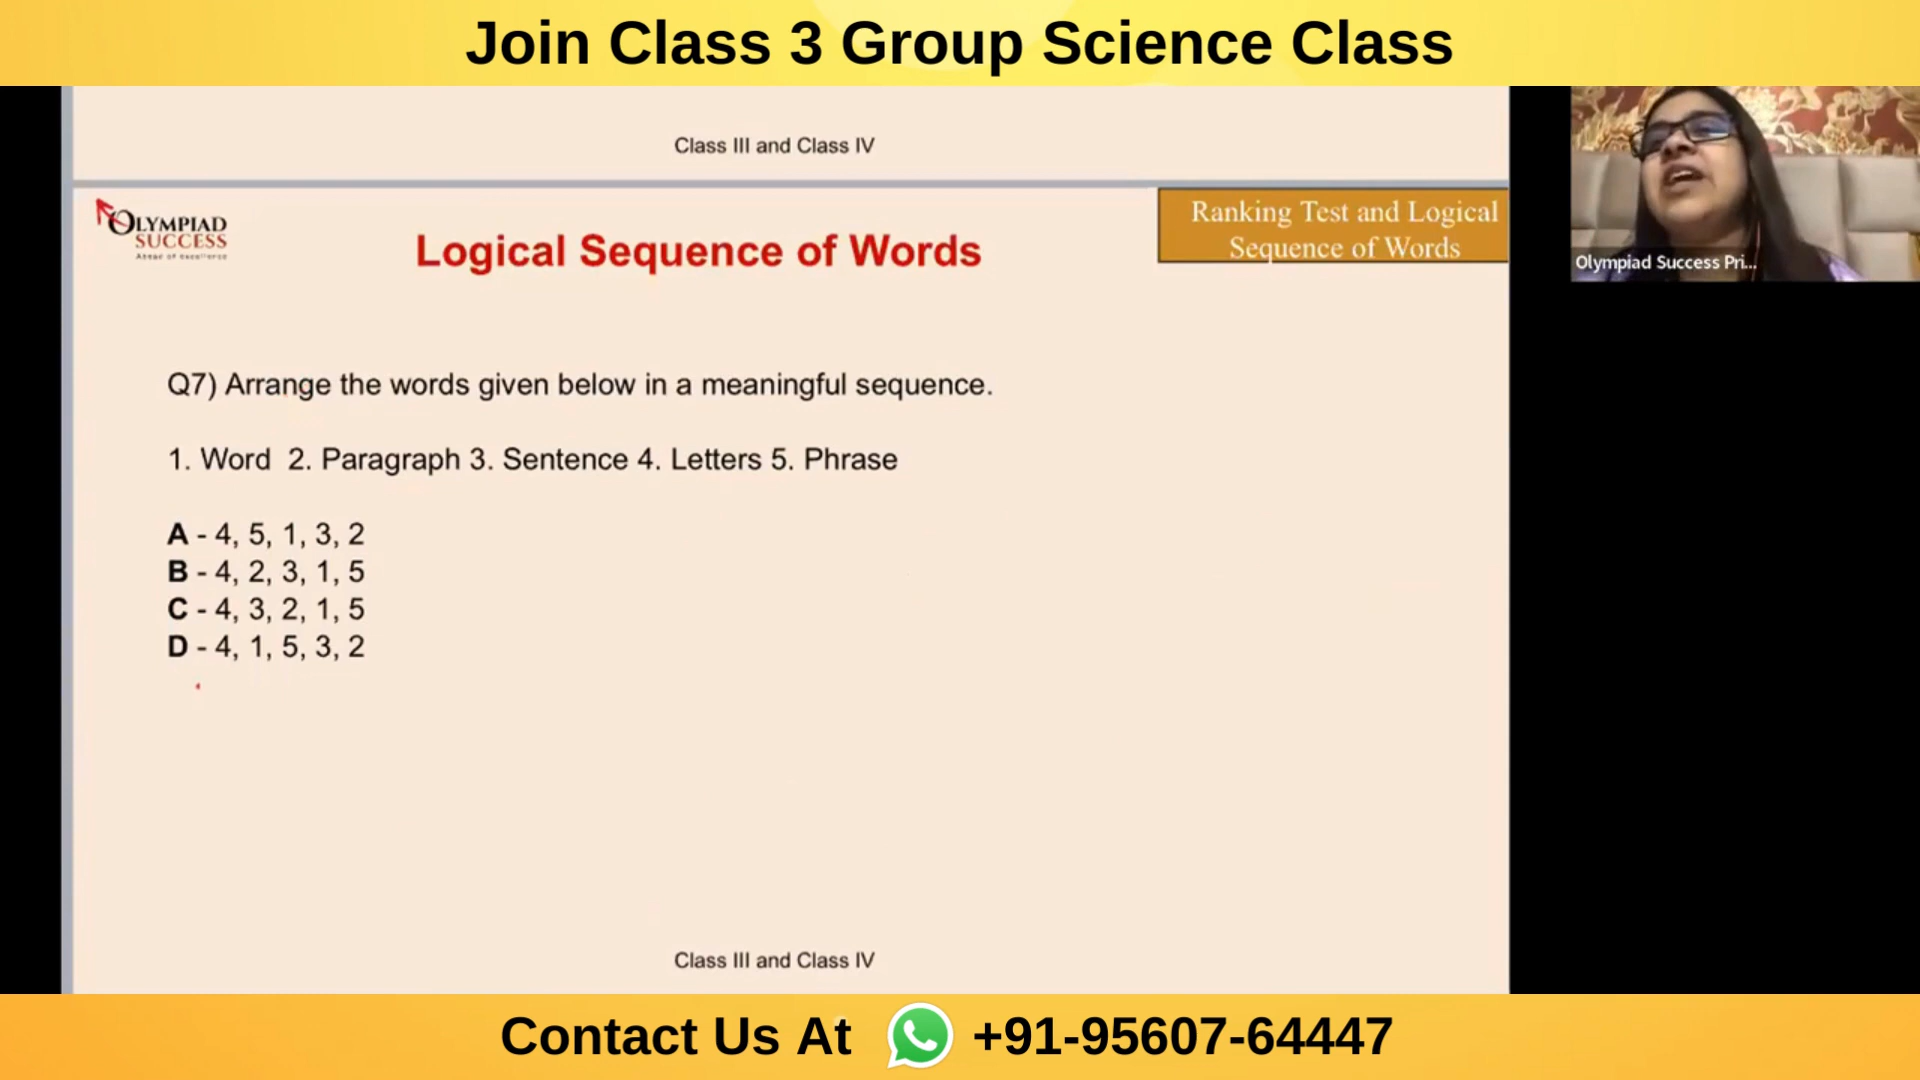 Join Class 3 Group Science Class
Class III and Class IV
OLYMPIAD
SUCCESS
Ahead of excellence
Logical Sequence of Words
Ranking Test and Logical
Sequence of Words
Olympiad Success Pri...
Q7) Arrange the words given below in a meaningful sequence.
1. Word 2. Paragraph 3. Sentence 4. Letters 5. Phrase
A - 4, 5, 1, 3, 2
B - 4, 2, 3, 1, 5
C - 4, 3, 2, 1, 5
D - 4, 1, 5, 3, 2
Class III and Class IV
Contact Us At +91-95607-64447